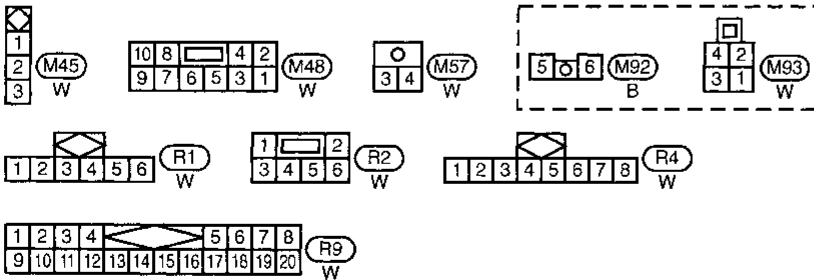 1
2
3
M45
W
10 8 4 2
9 7 6 5 3 1
M48
W
3 4
M57
W
5 6
M92
B
4 2
3 1
M93
W
1 2 3 4 5 6
R1
W
1 2
3 4 5 6
R2
W
1 2 3 4 5 6 7 8
R4
W
1 2 3 4 5 6 7 8
9 10 11 12 13 14 15 16 17 18 19 20
R9
W